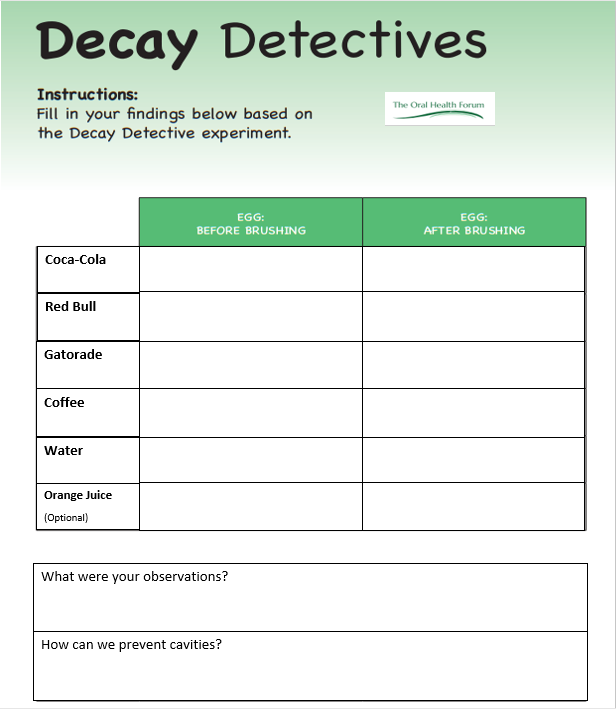 Decay Detectives
Instructions:
Fill in your findings below based on
the Decay Detective experiment.
The Oral Health Forum
EGG:
BEFORE BRUSHING
EGG:
AFTER BRUSHING
Coca-Cola
Red Bull
Gatorade
Coffee
Water
Orange Juice
(Optional)
What were your observations?
How can we prevent cavities?